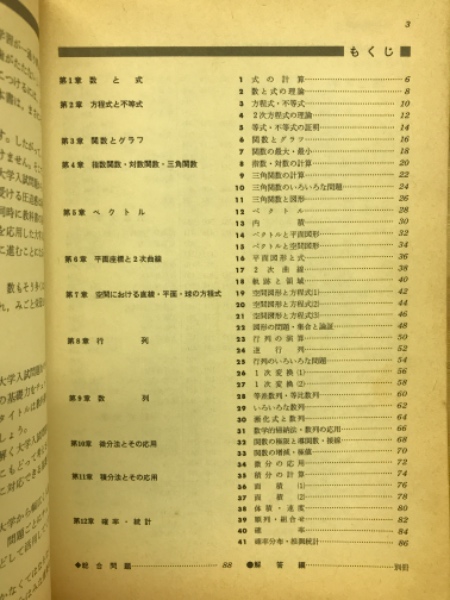 3
もくじ
第1章 数と式 1 式の計算 6
2 数と式の理論 8
第2章 方程式と不等式 3 方程式・不等式 10
4 2次方程式の理論 12
5 等式・不等式の証明 14
第3章 関数とグラフ 6 関数とグラフ 16
7 関数の最大・最小 18
第4章 指数関数・対数関数・三角関数 8 指数・対数の計算 20
9 三角関数の計算 22
10 三角関数のいろいろな問題 24
11 三角関数と図形 26
第5章 ベクトル 12 ベクトル 28
13 内積 30
14 ベクトルと平面図形 32
15 ベクトルと空間図形 34
第6章 平面座標と2次曲線 16 平面図形と式 36
17 2次曲線 38
18 軌跡と領域 40
第7章 空間における直線・平面・球の方程式 19 空間図形と方程式(1) 42
20 空間図形と方程式(2) 44
21 空間図形と方程式(3) 46
22 図形の問題・集合と論証 48
第8章 行列 23 行列の演算 50
24 逆行列 52
25 行列のいろいろな問題 54
26 1次変換(1) 56
27 1次変換(2) 58
第9章 数列 28 等差数列・等比数列 60
29 いろいろな数列 62
30 漸化式と数列 64
31 数学的帰納法・数列の応用 66
第10章 微分法とその応用 32 関数の極限と導関数・接線 68
33 関数の増減・極値 70
34 微分の応用 72
第11章 積分法とその応用 35 積分の計算 74
36 面積(1) 76
37 面積(2) 78
38 体積・速度 80
第12章 確率・統計 39 順列・組合せ 82
40 確率 84
41 確率分布・推測統計 86
◆総合問題 88 ●解答編 別冊